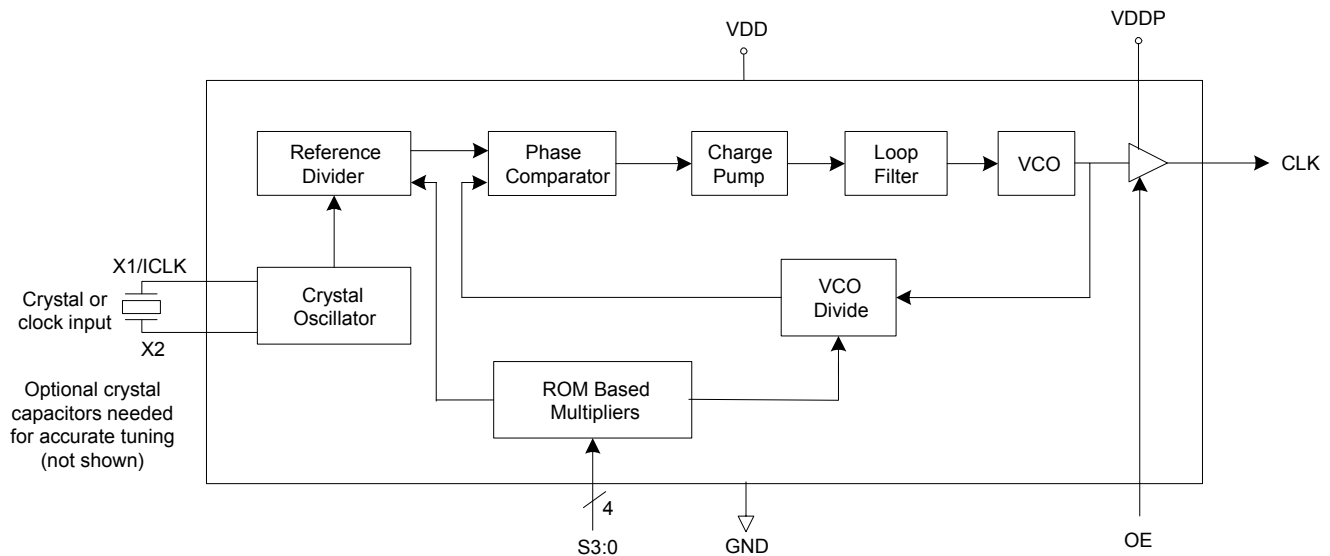 VDD
VDDP
Reference
Divider
Phase
Comparator
Charge
Pump
Loop
Filter
VCO
CLK
X1/ICLK
Crystal or
clock input
X2
Crystal
Oscillator
VCO
Divide
Optional crystal
capacitors needed
for accurate tuning
(not shown)
ROM Based
Multipliers
4
S3:0
GND
OE